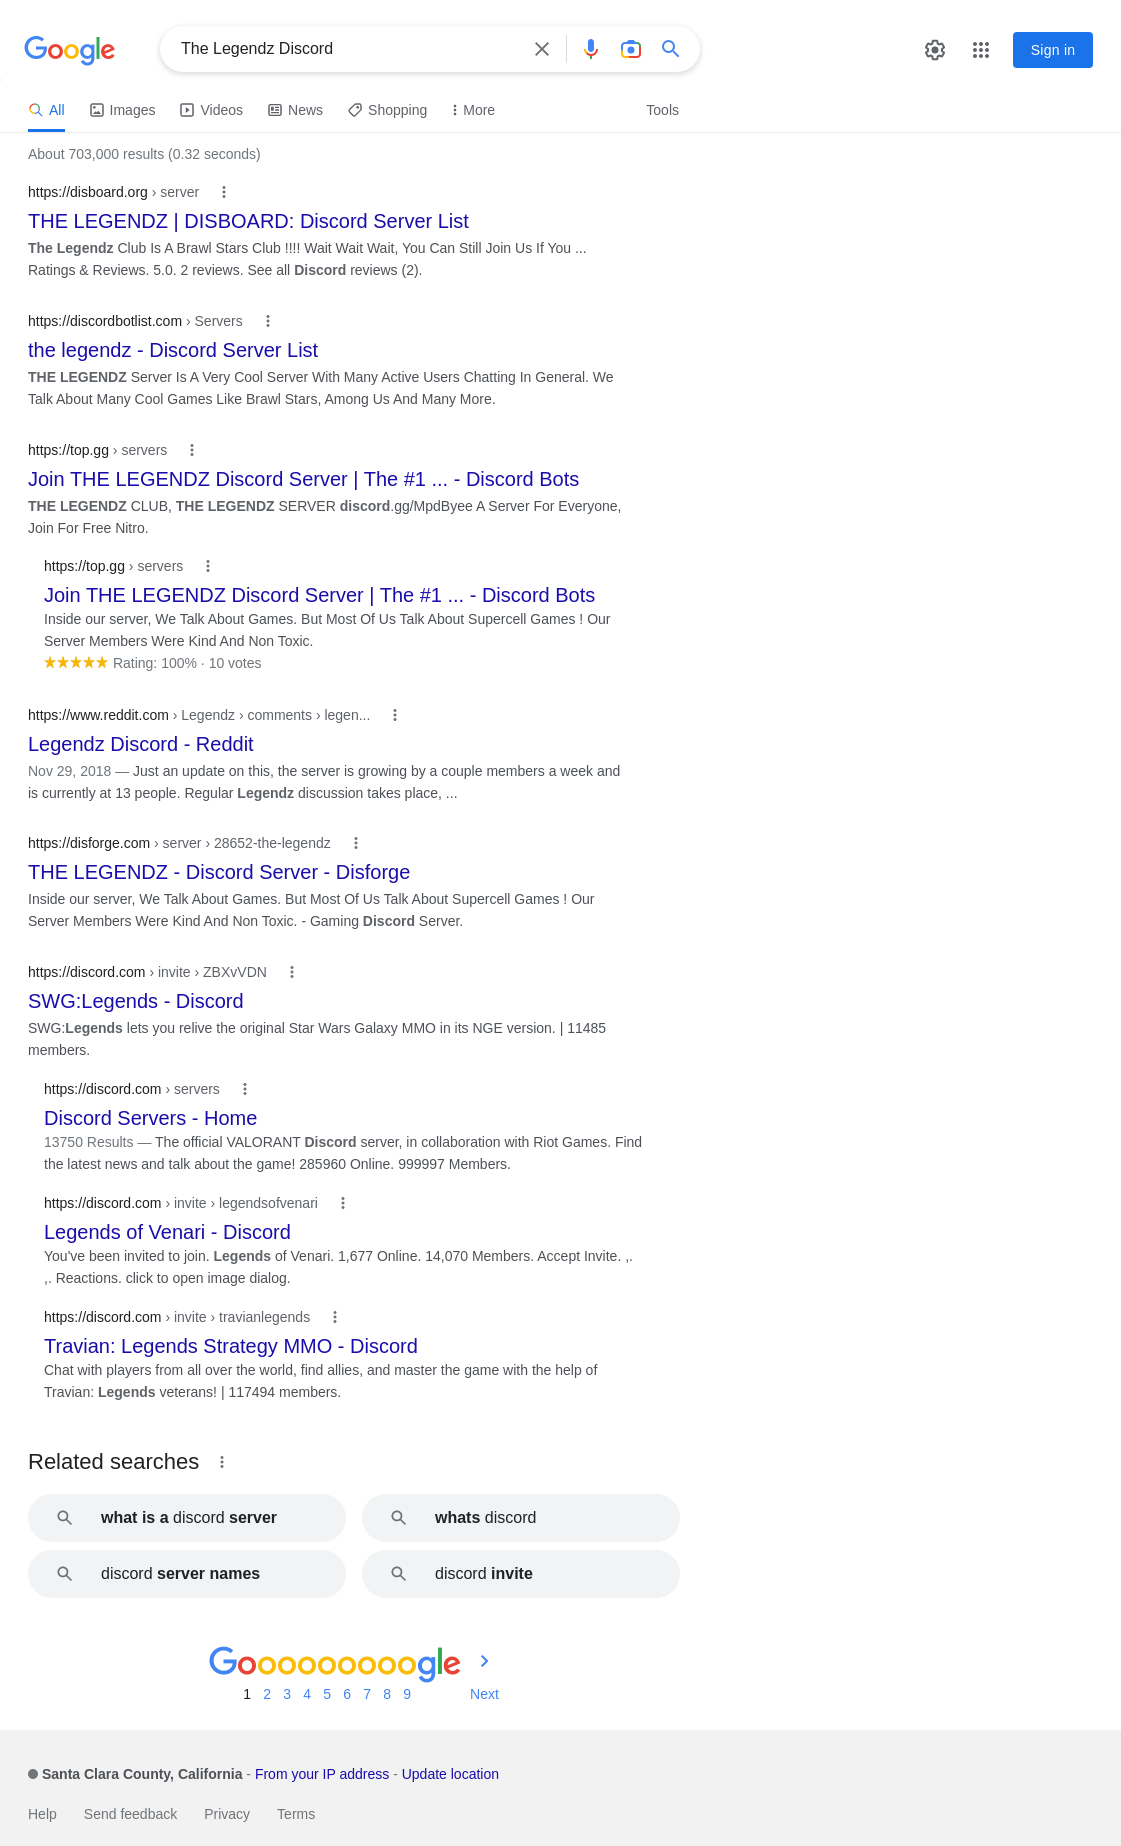 Google
The Legendz Discord
Sign in
All Images Videos News Shopping More Tools
About 703,000 results (0.32 seconds)
https://disboard.org › server
THE LEGENDZ | DISBOARD: Discord Server List
The Legendz Club Is A Brawl Stars Club !!!! Wait Wait Wait, You Can Still Join Us If You ...
Ratings & Reviews. 5.0. 2 reviews. See all Discord reviews (2).
https://discordbotlist.com › Servers
the legendz - Discord Server List
THE LEGENDZ Server Is A Very Cool Server With Many Active Users Chatting In General. We
Talk About Many Cool Games Like Brawl Stars, Among Us And Many More.
https://top.gg › servers
Join THE LEGENDZ Discord Server | The #1 ... - Discord Bots
THE LEGENDZ CLUB, THE LEGENDZ SERVER discord.gg/MpdByee A Server For Everyone,
Join For Free Nitro.
https://top.gg › servers
Join THE LEGENDZ Discord Server | The #1 ... - Discord Bots
Inside our server, We Talk About Games. But Most Of Us Talk About Supercell Games ! Our
Server Members Were Kind And Non Toxic.
Rating: 100% · 10 votes
https://www.reddit.com › Legendz › comments › legen...
Legendz Discord - Reddit
Nov 29, 2018 — Just an update on this, the server is growing by a couple members a week and
is currently at 13 people. Regular Legendz discussion takes place, ...
https://disforge.com › server › 28652-the-legendz
THE LEGENDZ - Discord Server - Disforge
Inside our server, We Talk About Games. But Most Of Us Talk About Supercell Games ! Our
Server Members Were Kind And Non Toxic. - Gaming Discord Server.
https://discord.com › invite › ZBXvVDN
SWG:Legends - Discord
SWG:Legends lets you relive the original Star Wars Galaxy MMO in its NGE version. | 11485
members.
https://discord.com › servers
Discord Servers - Home
13750 Results — The official VALORANT Discord server, in collaboration with Riot Games. Find
the latest news and talk about the game! 285960 Online. 999997 Members.
https://discord.com › invite › legendsofvenari
Legends of Venari - Discord
You've been invited to join. Legends of Venari. 1,677 Online. 14,070 Members. Accept Invite. ,.
,. Reactions. click to open image dialog.
https://discord.com › invite › travianlegends
Travian: Legends Strategy MMO - Discord
Chat with players from all over the world, find allies, and master the game with the help of
Travian: Legends veterans! | 117494 members.
Related searches
what is a discord server
whats discord
discord server names
discord invite
Goooooooooogle
1 2 3 4 5 6 7 8 9 Next
Santa Clara County, California - From your IP address - Update location
Help Send feedback Privacy Terms